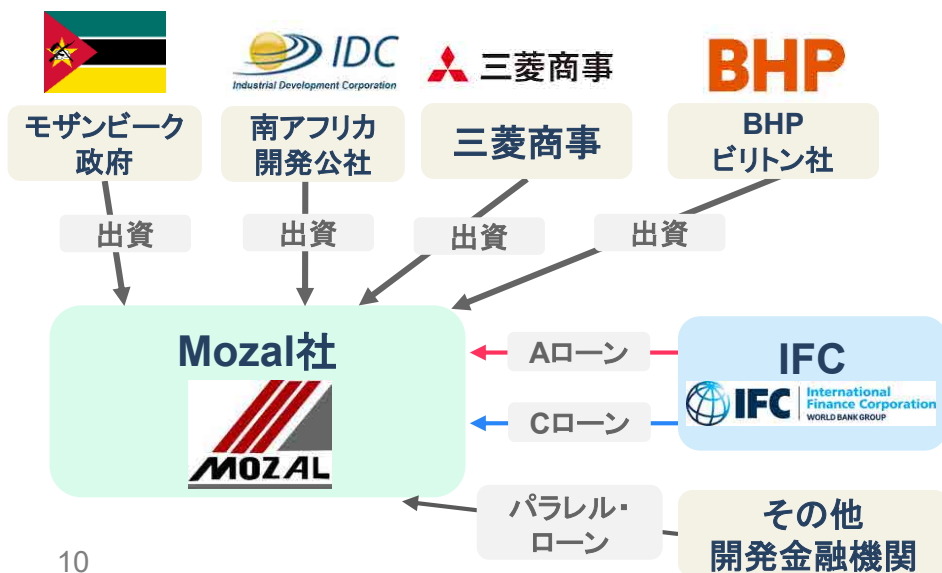 IDC
Industrial Development Corporation
三菱商事
BHP
モザンビーク
政府
南アフリカ
開発公社
三菱商事
BHP
ビリトン社
出資
出資
出資
出資
Mozal社
MOZAL
Aローン
Cローン
IFC
IFC
International
Finance Corporation
WORLD BANK GROUP
パラレル・
ローン
その他
開発金融機関
10